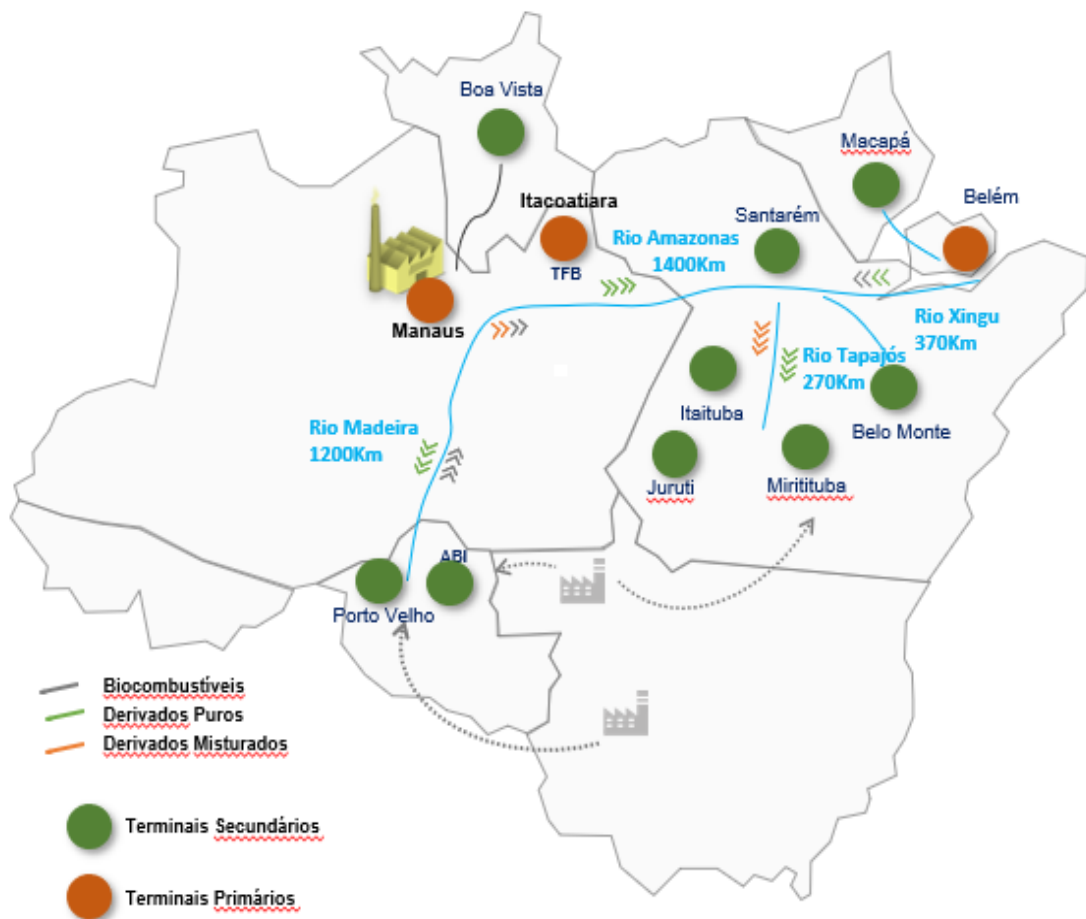 Boa Vista
Macapá
Itacoatiara
Belém
Santarém
Rio Amazonas
1400Km
TFB
Manaus
Rio Xingu
370Km
Rio Tapajós
270Km
Itaituba
Belo Monte
Rio Madeira
1200Km
Juruti
Miritituba
ABI
Porto Velho
Biocombustíveis
Derivados Puros
Derivados Misturados
Terminais Secundários
Terminais Primários